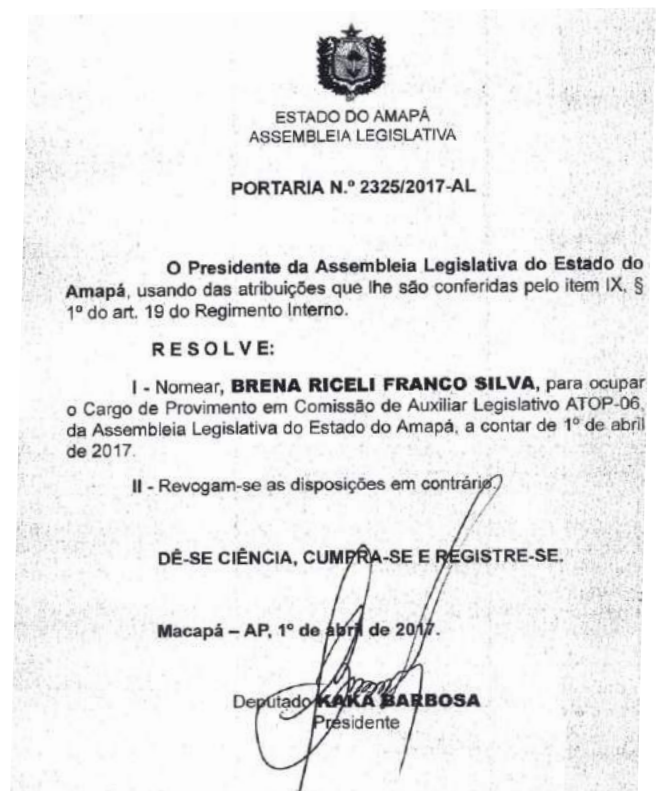 ESTADO DO AMAPÁ
ASSEMBLEIA LEGISLATIVA
PORTARIA N.º 2325/2017-AL
O Presidente da Assembleia Legislativa do Estado do
Amapá, usando das atribuições que lhe são conferidas pelo item IX, §
1º do art. 19 do Regimento Interno.
R E S O L V E:
I - Nomear, BRENA RICELI FRANCO SILVA, para ocupar
o Cargo de Provimento em Comissão de Auxiliar Legislativo ATOP-06,
da Assembleia Legislativa do Estado do Amapá, a contar de 1º de abril
de 2017.
II - Revogam-se as disposições em contrário.
DÊ-SE CIÊNCIA, CUMPRA-SE E REGISTRE-SE.
Macapá – AP, 1º de abril de 2017.
Deputado KAKÁ BARBOSA
Presidente